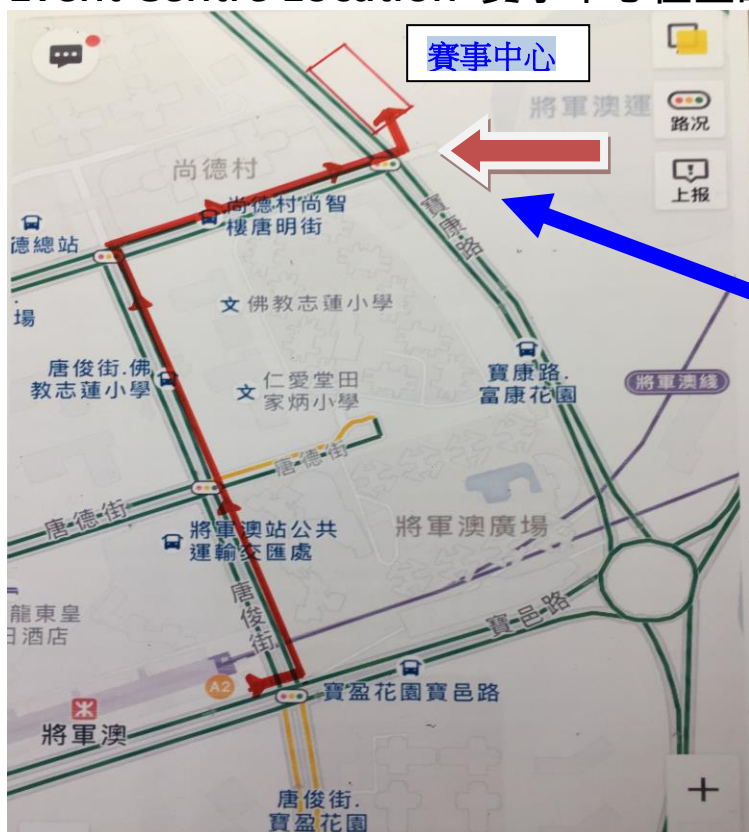 Event Centre Location 賽事中心位置
賽事中心
將軍澳運
路况
上报
尚德村
尚德村尚智
樓唐明街
德總站
寶康路
場
佛教志蓮小學
唐俊街.佛
教志蓮小學
仁愛堂田
家炳小學
寶康路.
富康花園
將軍澳綫
唐德街
唐德街
將軍澳站公共
運輸交匯處
將軍澳廣場
唐俊街
龍東皇
日酒店
寶邑路
A2
寶盈花園寶邑路
將軍澳
唐俊街.
寶盈花園